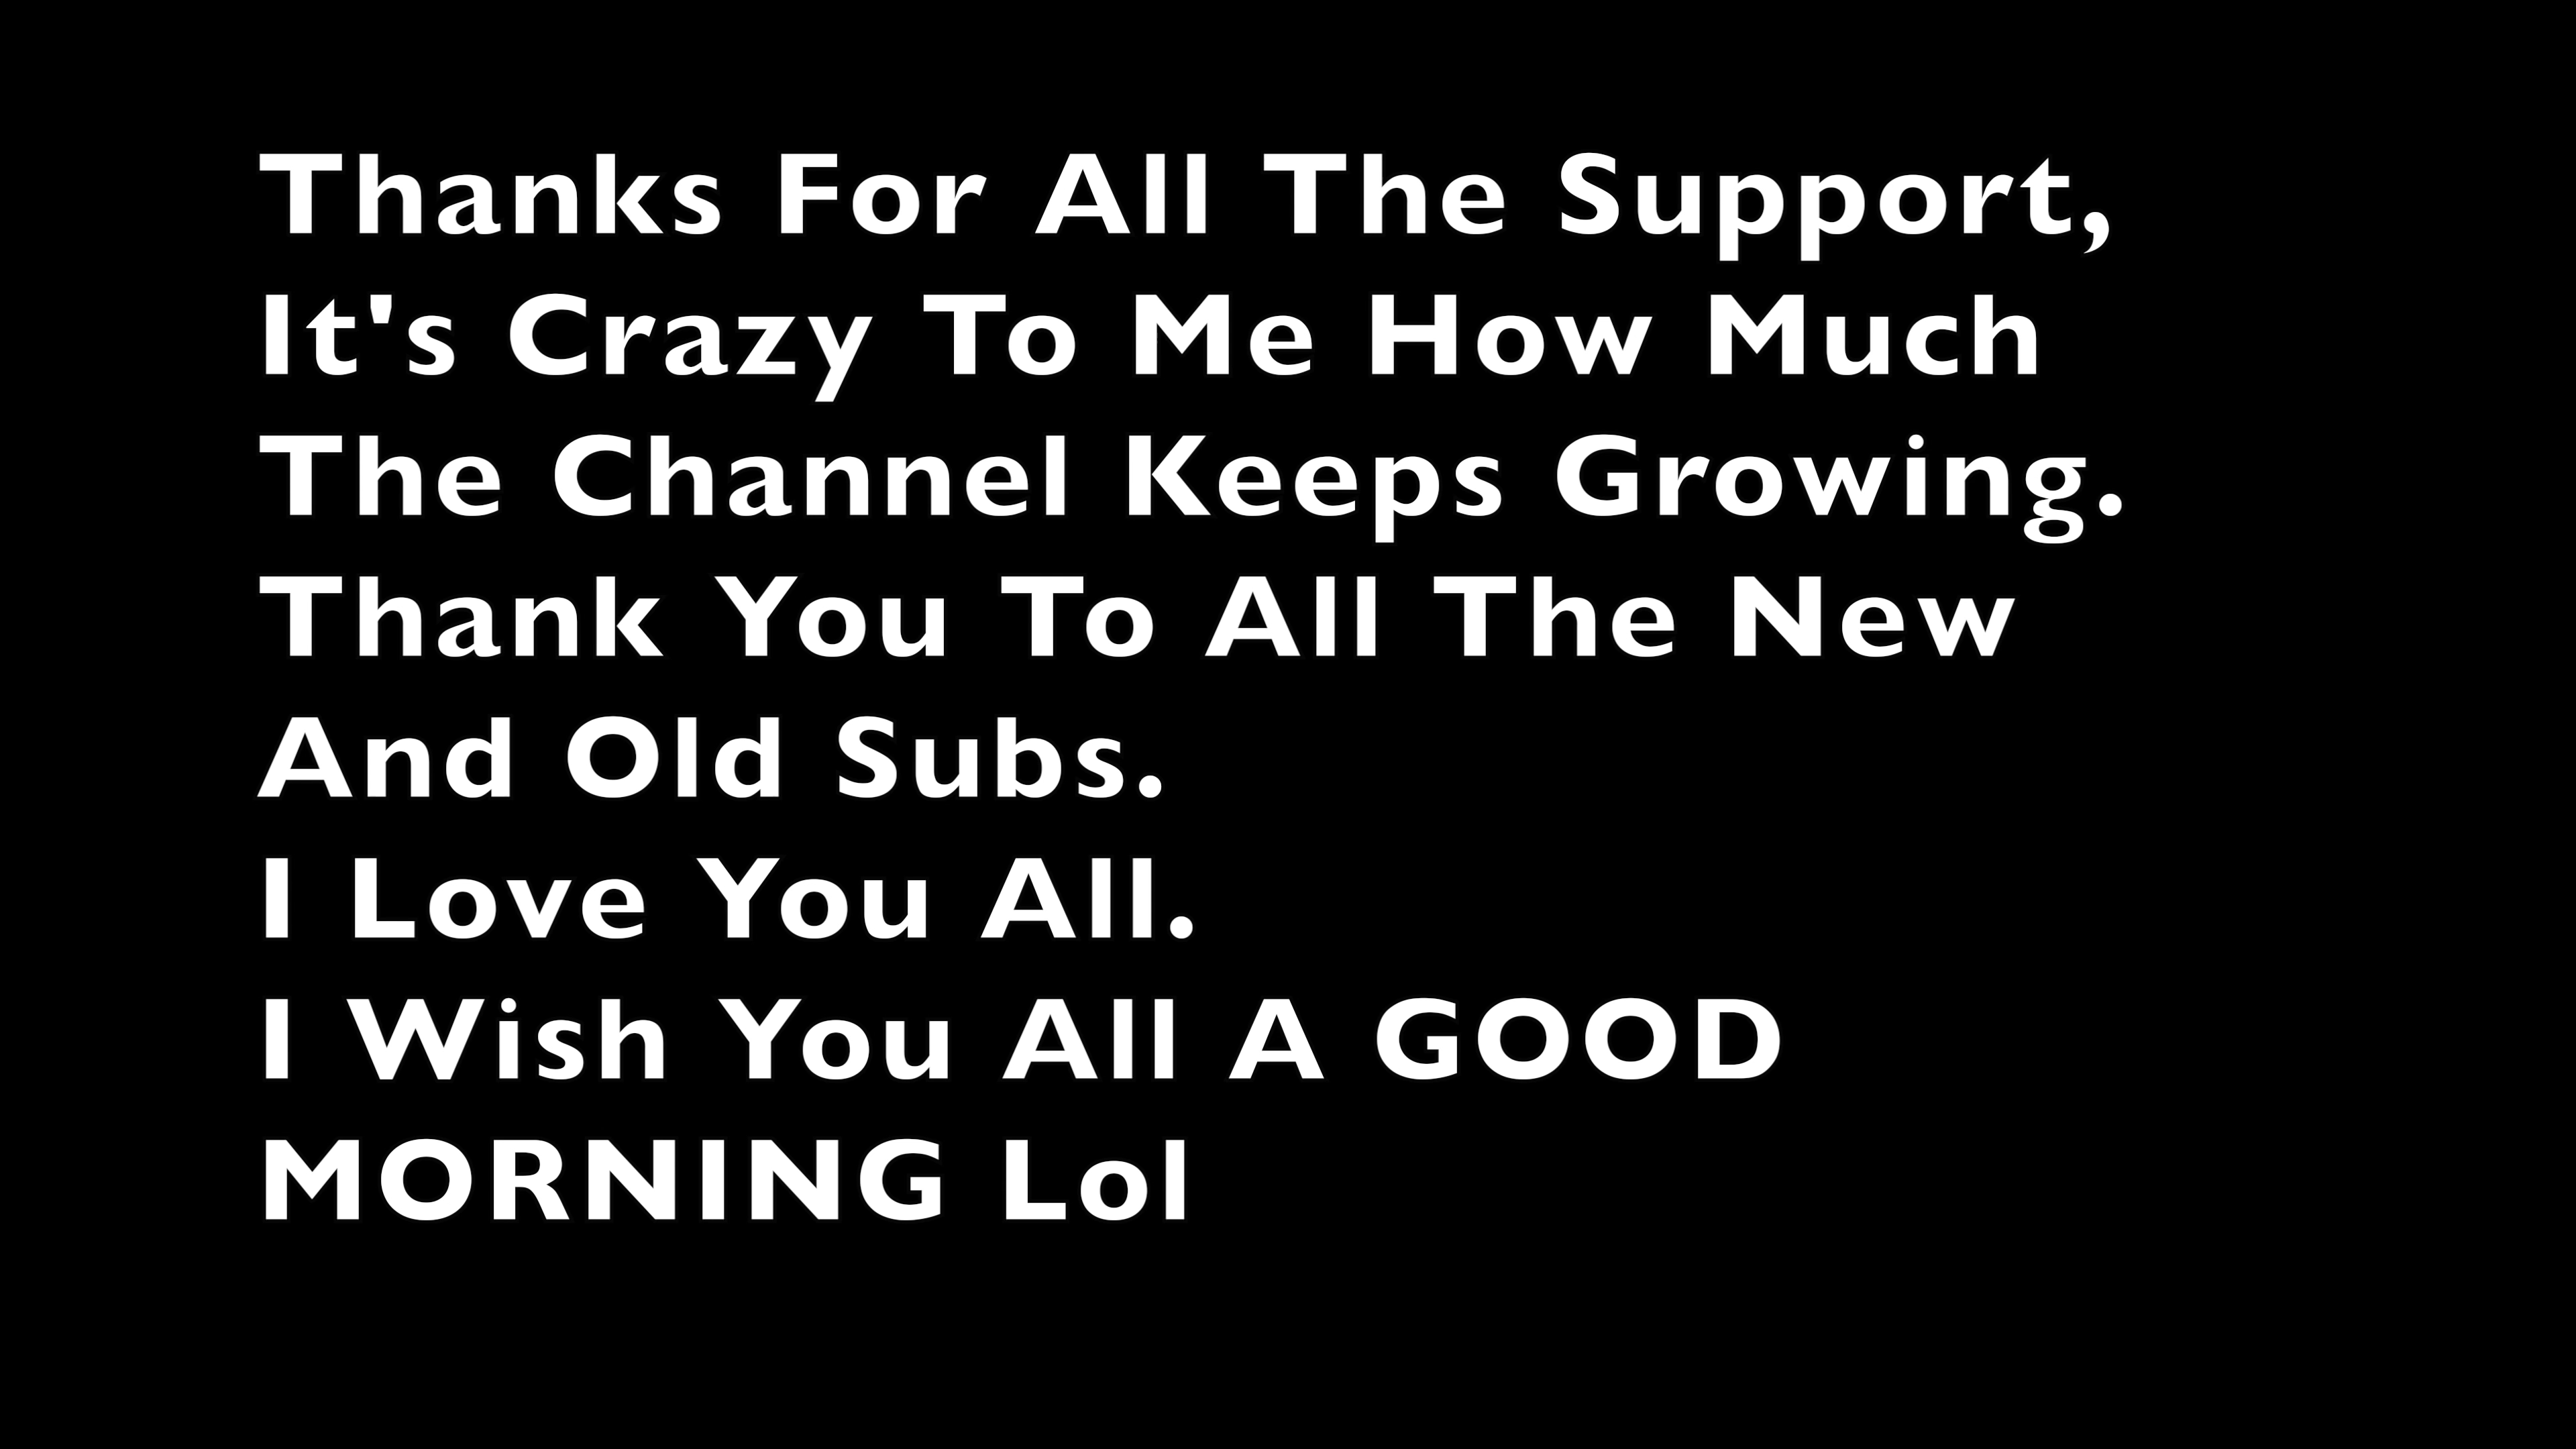 Thanks For All The Support,
It's Crazy To Me How Much
The Channel Keeps Growing.
Thank You To All The New
And Old Subs.
I Love You All.
I Wish You All A GOOD
MORNING Lol